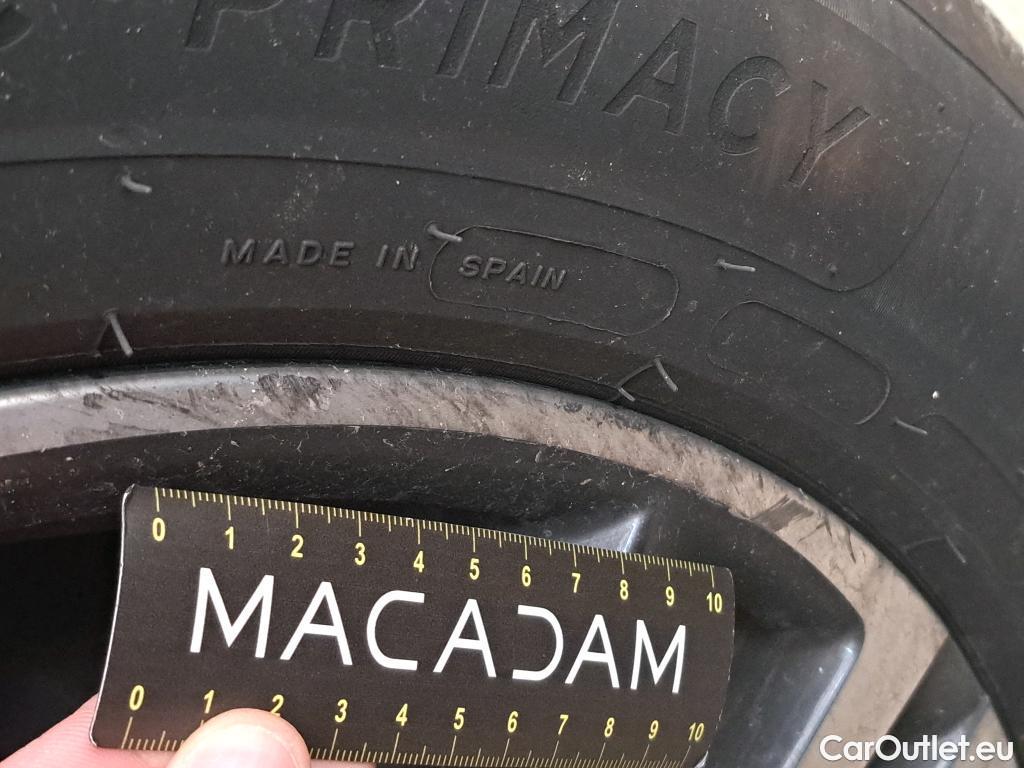 PRIMACY
MADE IN SPAIN
0 1 2 3 4 5 6 7 8 9 10
MACADAM
0 1 2 3 4 5 6 7 8 9 10
CarOutlet.eu